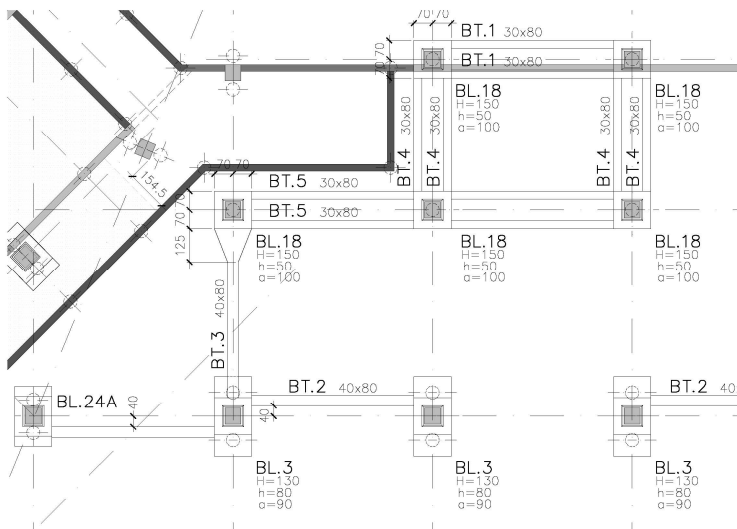 70 70
BT.1 30x80
70
70
BT.1 30x80
BL.18
H=150
h=50
a=100
BL.18
H=150
h=50
a=100
30x80
30x80
30x80
BT.4
BT.4
BT.4
154.5
70 70
BT.5 30x80
70
BT.5 30x80
125
BL.18
H=150
h=50
a=100
BL.18
H=150
h=50
a=100
BL.18
H=150
h=50
a=100
40x80
BT.3
BT.2 40x80
BT.2 40
BL.24A
40
40
BL.3
H=130
h=80
a=90
BL.3
H=130
h=80
a=90
BL.3
H=130
h=80
a=90